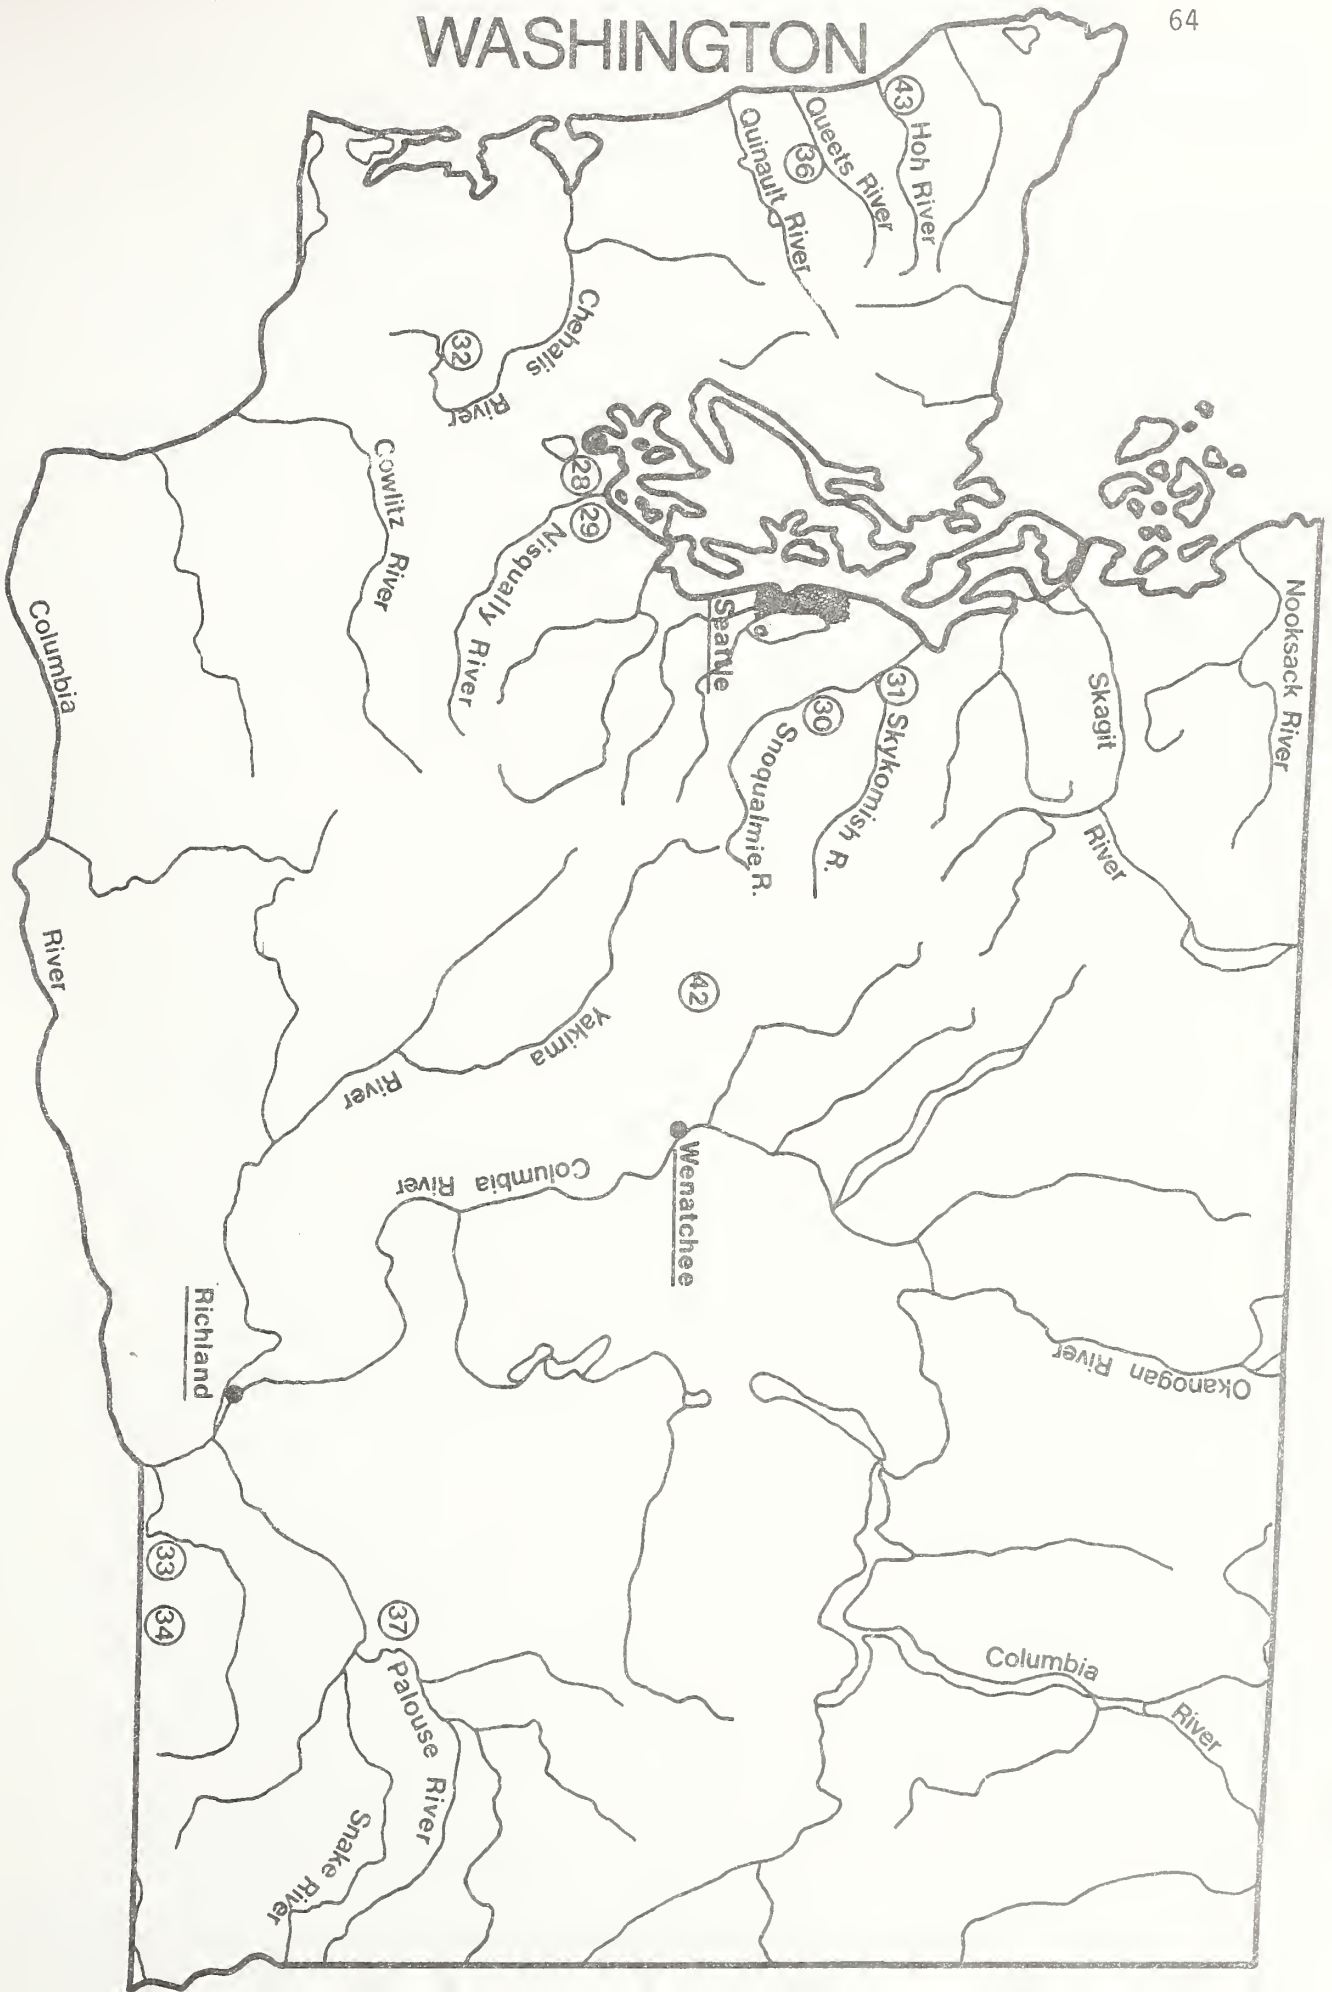 64
WASHINGTON
43
Hoh River
Queets River
36
Quinault River
Chehalis
River
32
Cowlitz River
28
29
Nisqually River
Seattle
Nooksack River
Skagit
River
31
Skykomish R.
30
Snoqualmie R.
Columbia
River
42
Yakima
River
Wenatchee
Columbia River
Okanogan River
Richland
33
34
37
Palouse River
Snake River
Columbia
River